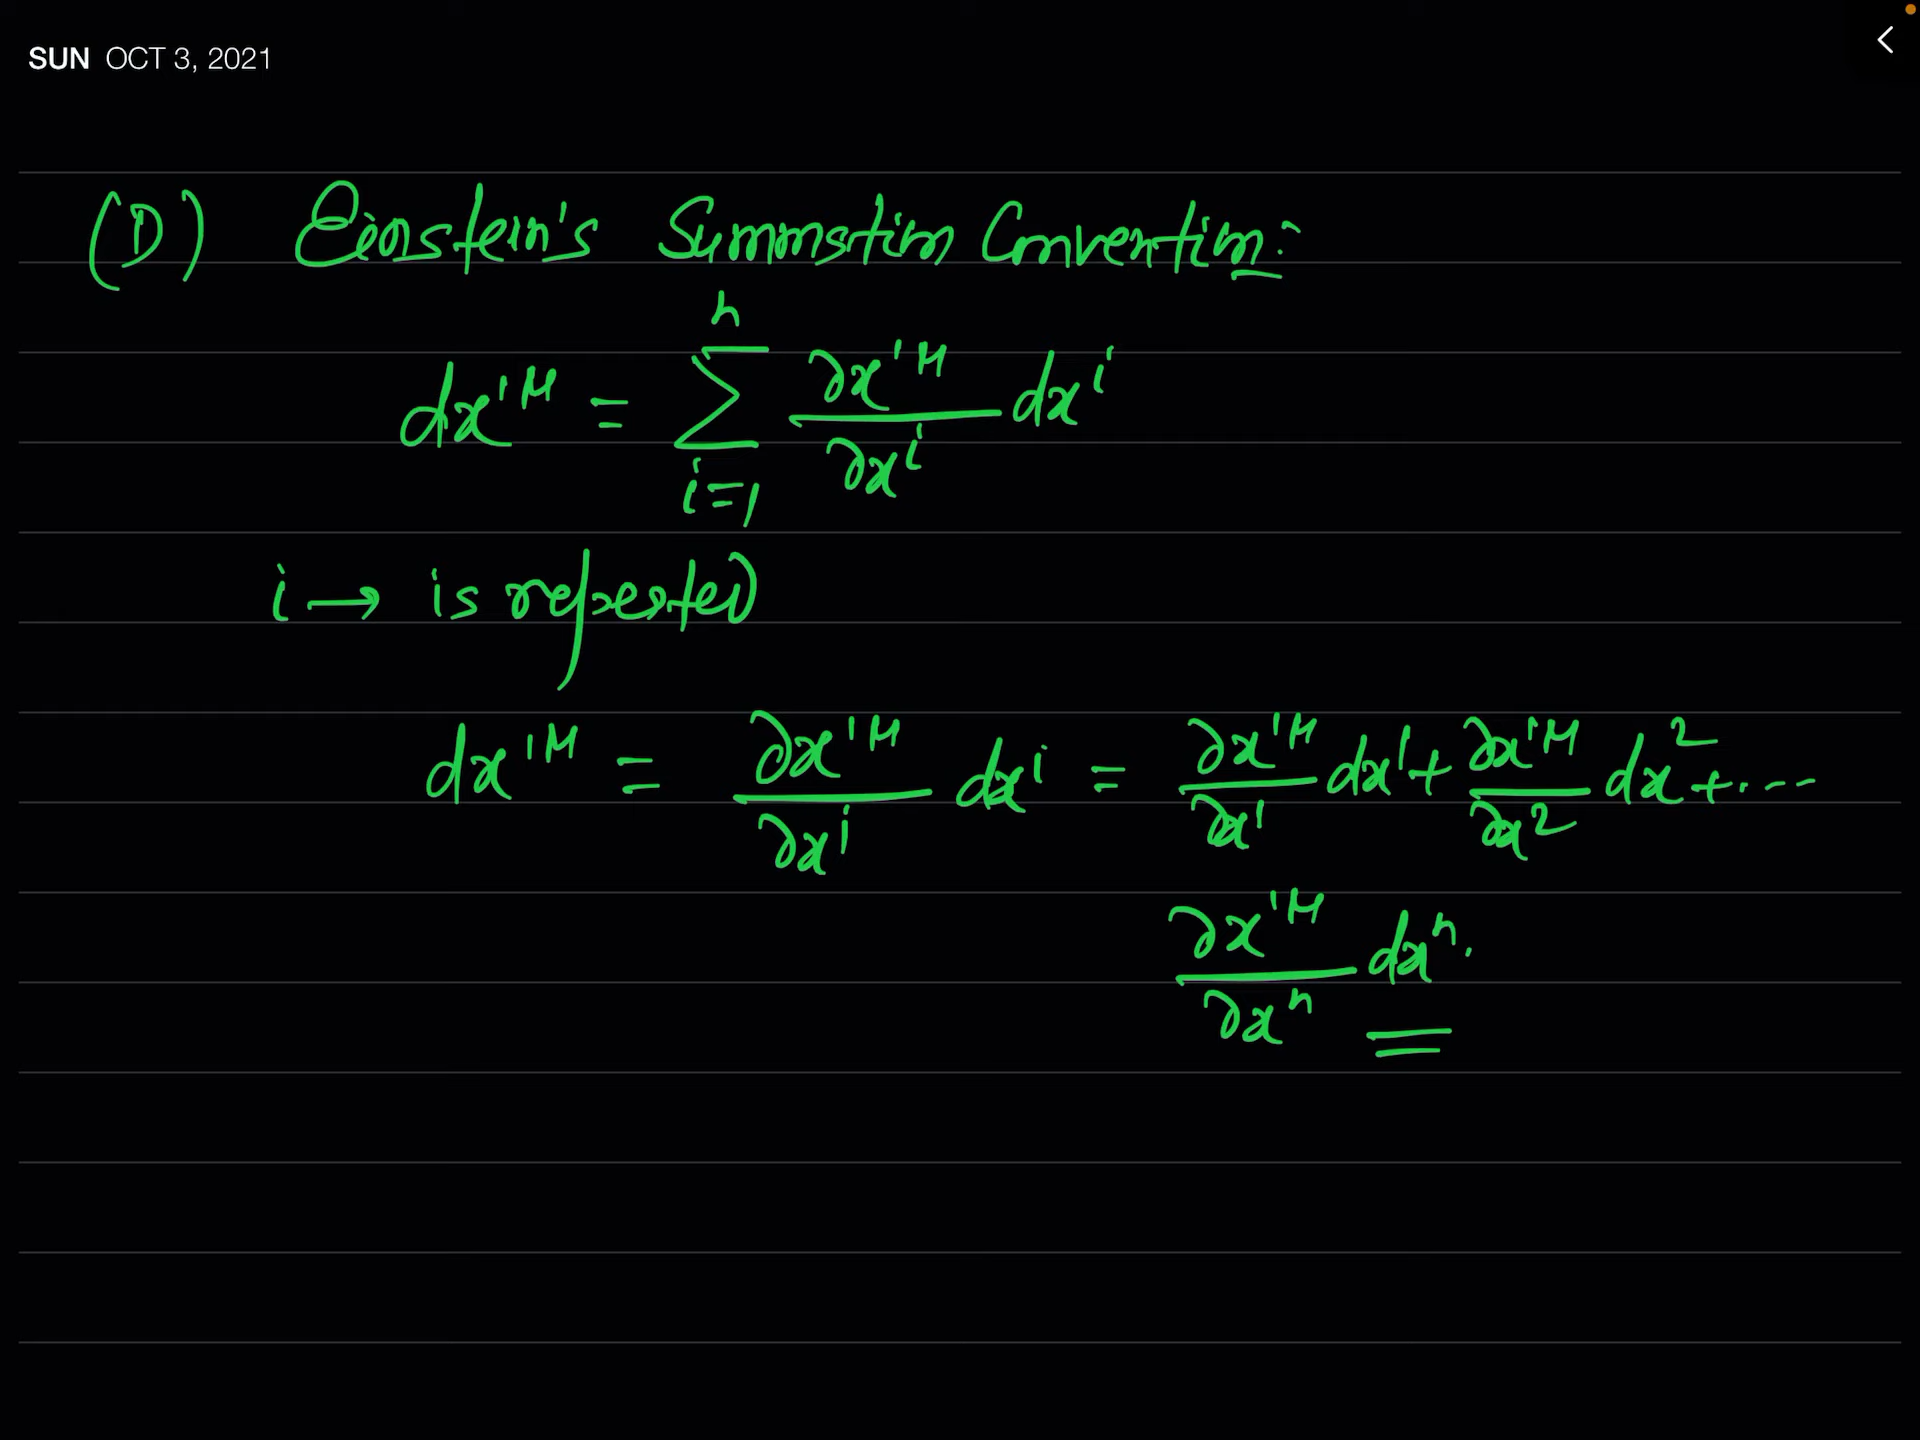 SUN OCT 3, 2021
(D) Einstein's Summation Convention:
dx'^μ = Σ_{i=1}^{n} ∂x'^μ/∂x^i dx^i
i → is repeated
dx'^μ = ∂x'^μ/∂x^i dx^i = ∂x'^μ/∂x^1 dx^1 + ∂x'^μ/∂x^2 dx^2 + ....
∂x'^μ/∂x^n dx^n.